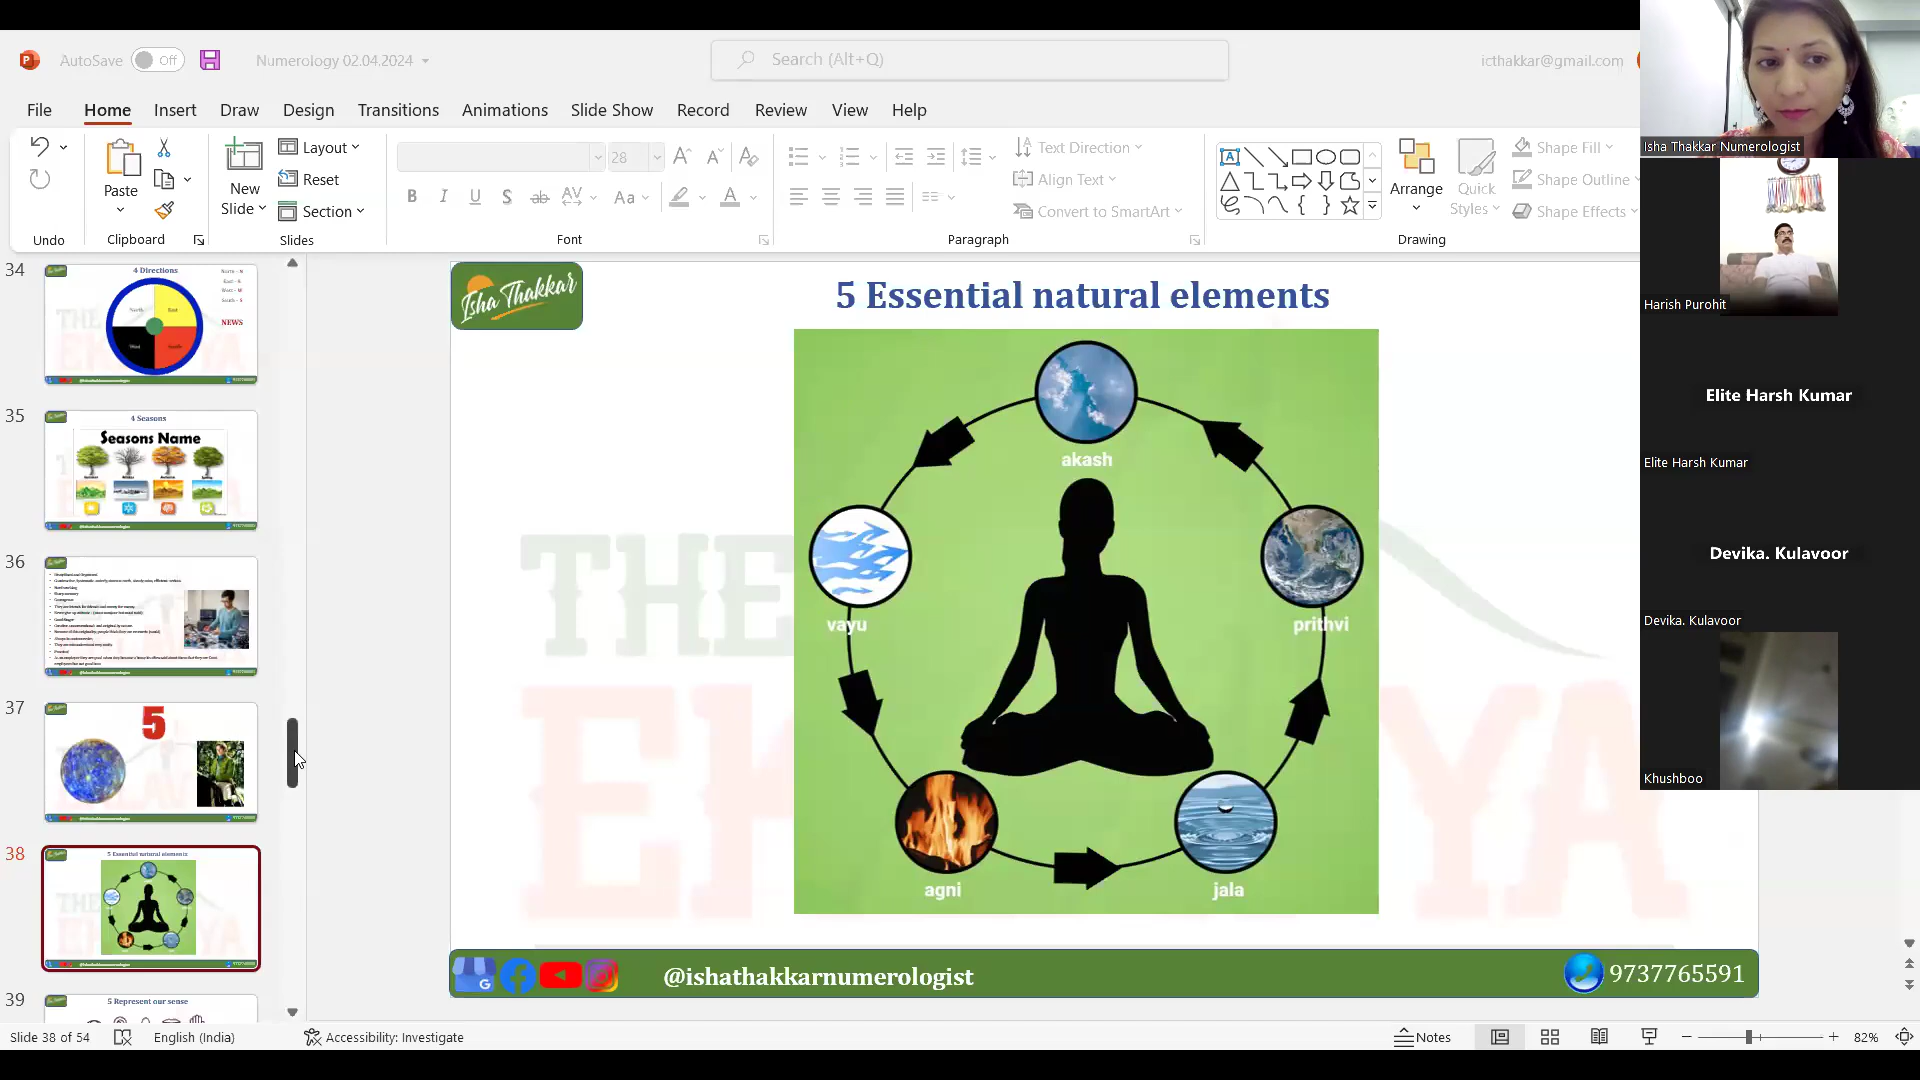 AutoSave
Off
Numerology 02.04.2024
Search (Alt+Q)
icthakkar@gmail.com
File
Home
Insert
Draw
Design
Transitions
Animations
Slide Show
Record
Review
View
Help
Undo
Paste
Clipboard
New
Slide
Layout
Reset
Section
Slides
28
Font
Text Direction
Align Text
Convert to SmartArt
Paragraph
Arrange
Quick
Styles
Shape Fill
Shape Outline
Shape Effects
Drawing
34
4 Directions
NEWS
35
4 Seasons
Seasons Name
36
37
5
38
5 Essential natural elements
39
5 Represent our sense
Isha Thakkar
5 Essential natural elements
akash
vayu
prithvi
agni
jala
THE
@ishathakkarnumerologist
9737765591
Isha Thakkar Numerologist
Harish Purohit
Elite Harsh Kumar
Elite Harsh Kumar
Devika. Kulavoor
Devika. Kulavoor
Khushboo
Slide 38 of 54
English (India)
Accessibility: Investigate
Notes
82%